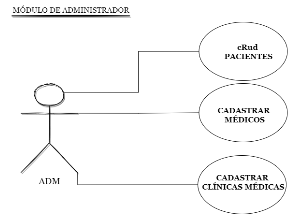 MÓDULO DE ADMINISTRADOR
cRud
PACIENTES
CADASTRAR
MÉDICOS
ADM
CADASTRAR
CLÍNICAS MÉDICAS